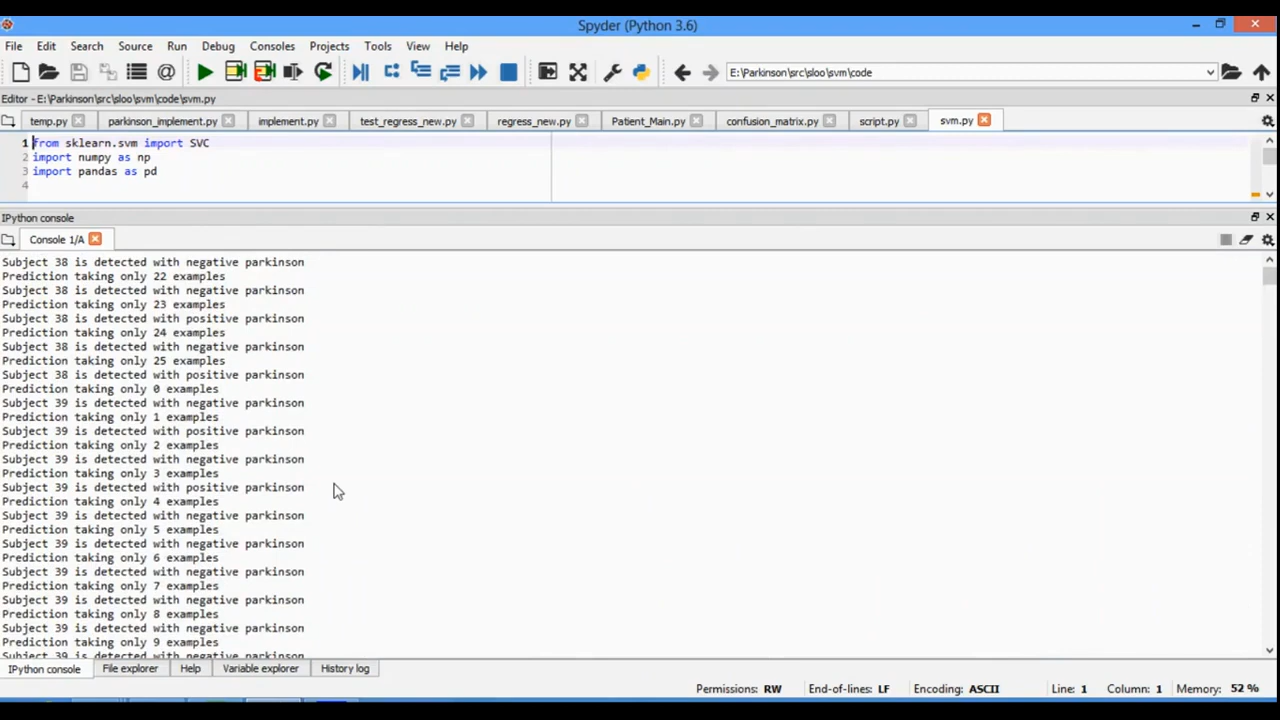 Spyder (Python 3.6)
File Edit Search Source Run Debug Consoles Projects Tools View Help
E:\Parkinson\src\sloo\svm\code
Editor - E:\Parkinson\src\sloo\svm\code\svm.py
temp.py parkinson_implement.py implement.py test_regress_new.py regress_new.py Patient_Main.py confusion_matrix.py script.py svm.py
1 from sklearn.svm import SVC
2 import numpy as np
3 import pandas as pd
4
IPython console
Console 1/A
Subject 38 is detected with negative parkinson
Prediction taking only 22 examples
Subject 38 is detected with negative parkinson
Prediction taking only 23 examples
Subject 38 is detected with positive parkinson
Prediction taking only 24 examples
Subject 38 is detected with negative parkinson
Prediction taking only 25 examples
Subject 38 is detected with positive parkinson
Prediction taking only 0 examples
Subject 39 is detected with negative parkinson
Prediction taking only 1 examples
Subject 39 is detected with positive parkinson
Prediction taking only 2 examples
Subject 39 is detected with negative parkinson
Prediction taking only 3 examples
Subject 39 is detected with positive parkinson
Prediction taking only 4 examples
Subject 39 is detected with negative parkinson
Prediction taking only 5 examples
Subject 39 is detected with negative parkinson
Prediction taking only 6 examples
Subject 39 is detected with negative parkinson
Prediction taking only 7 examples
Subject 39 is detected with negative parkinson
Prediction taking only 8 examples
Subject 39 is detected with negative parkinson
Prediction taking only 9 examples
Subject 39 is detected with negative parkinson
IPython console File explorer Help Variable explorer History log
Permissions: RW End-of-lines: LF Encoding: ASCII Line: 1 Column: 1 Memory: 52 %